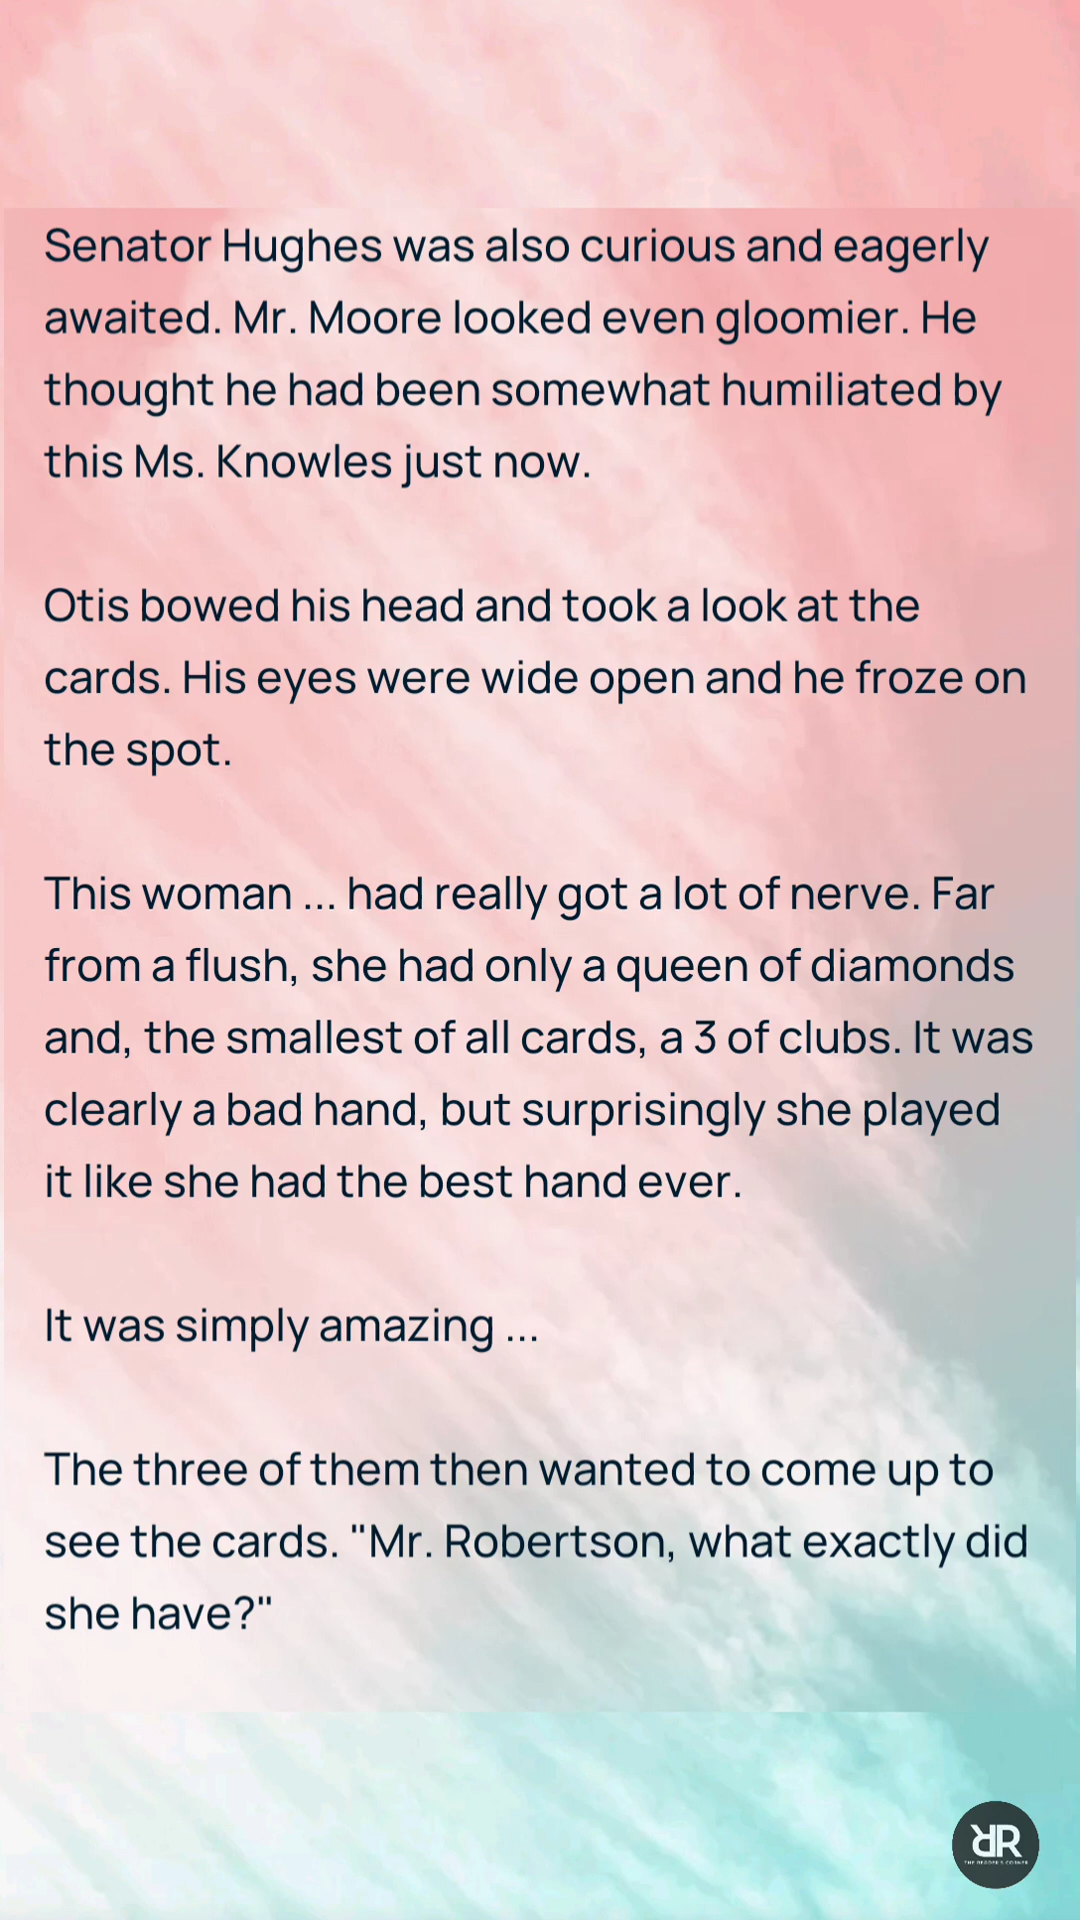 Senator Hughes was also curious and eagerly
awaited. Mr. Moore looked even gloomier. He
thought he had been somewhat humiliated by
this Ms. Knowles just now.
Otis bowed his head and took a look at the
cards. His eyes were wide open and he froze on
the spot.
This woman ... had really got a lot of nerve. Far
from a flush, she had only a queen of diamonds
and, the smallest of all cards, a 3 of clubs. It was
clearly a bad hand, but surprisingly she played
it like she had the best hand ever.
It was simply amazing ...
The three of them then wanted to come up to
see the cards. "Mr. Robertson, what exactly did
she have?"
RR
THE READER'S CORNER